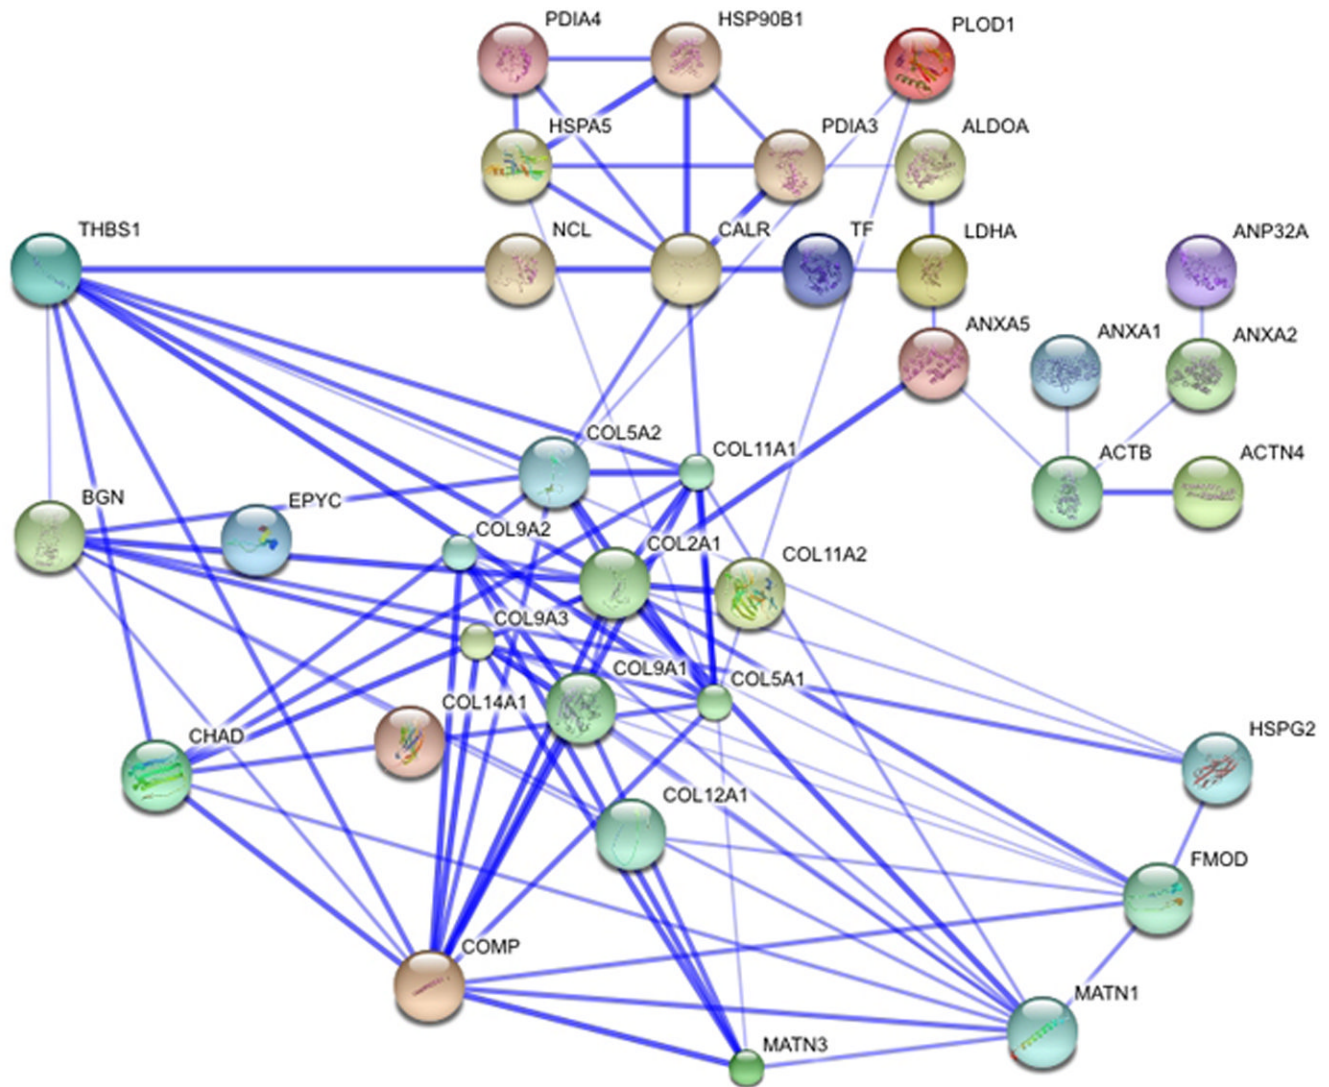 PDIA4
HSP90B1
PLOD1
HSPA5
PDIA3
ALDOA
THBS1
NCL
CALR
TF
LDHA
ANP32A
ANXA5
ANXA1
ANXA2
COL5A2
COL11A1
ACTB
ACTN4
BGN
EPYC
COL9A2
COL2A1
COL11A2
COL9A3
COL9A1
COL5A1
COL14A1
CHAD
HSPG2
COL12A1
FMOD
COMP
MATN1
MATN3